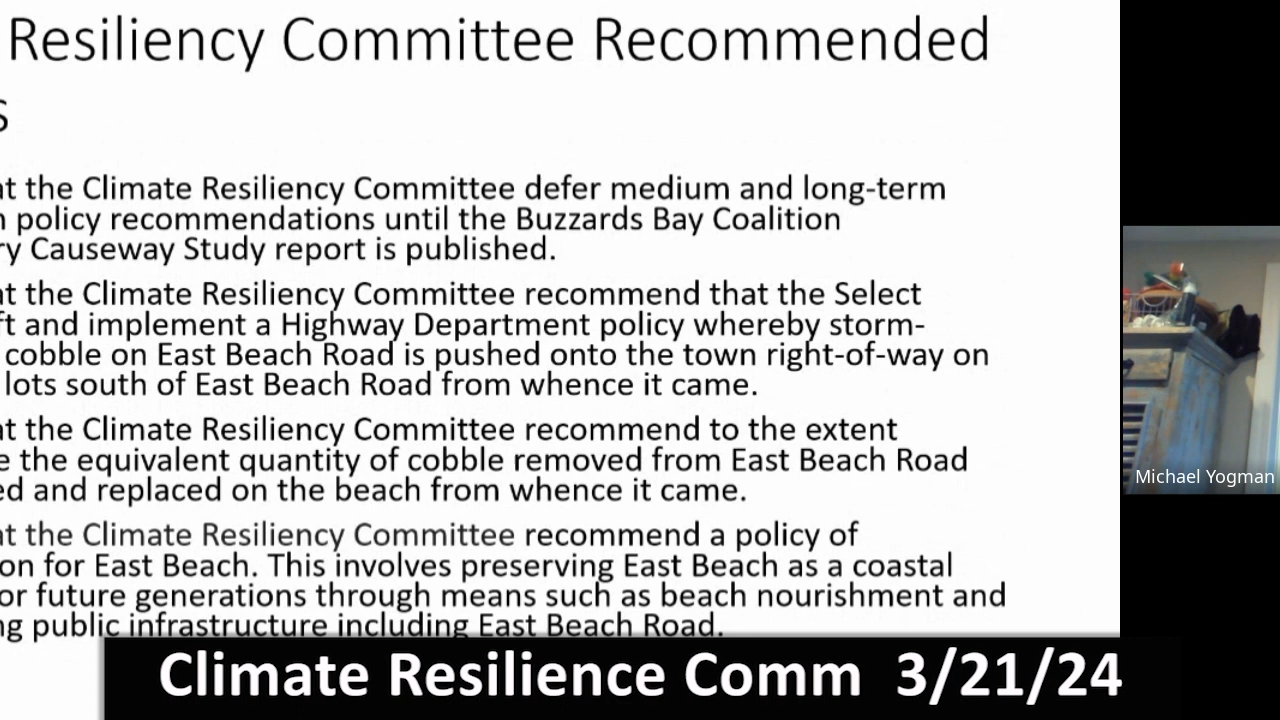 Resiliency Committee Recommended
s
at the Climate Resiliency Committee defer medium and long-term
policy recommendations until the Buzzards Bay Coalition
ry Causeway Study report is published.
at the Climate Resiliency Committee recommend that the Select
ft and implement a Highway Department policy whereby storm-
cobble on East Beach Road is pushed onto the town right-of-way on
lots south of East Beach Road from whence it came.
at the Climate Resiliency Committee recommend to the extent
e the equivalent quantity of cobble removed from East Beach Road
ed and replaced on the beach from whence it came.
at the Climate Resiliency Committee recommend a policy of
on for East Beach. This involves preserving East Beach as a coastal
or future generations through means such as beach nourishment and
ng public infrastructure including East Beach Road.
Michael Yogman
Climate Resilience Comm 3/21/24